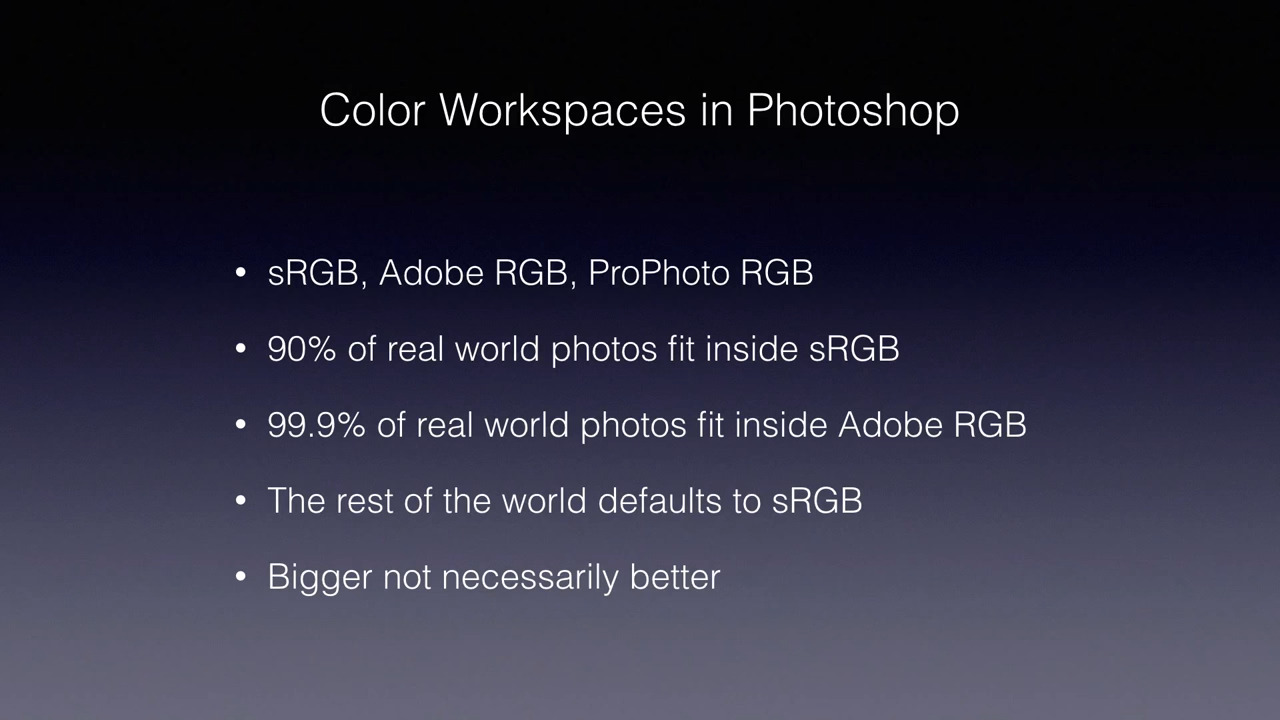 Color Workspaces in Photoshop
• sRGB, Adobe RGB, ProPhoto RGB
• 90% of real world photos fit inside sRGB
• 99.9% of real world photos fit inside Adobe RGB
• The rest of the world defaults to sRGB
• Bigger not necessarily better